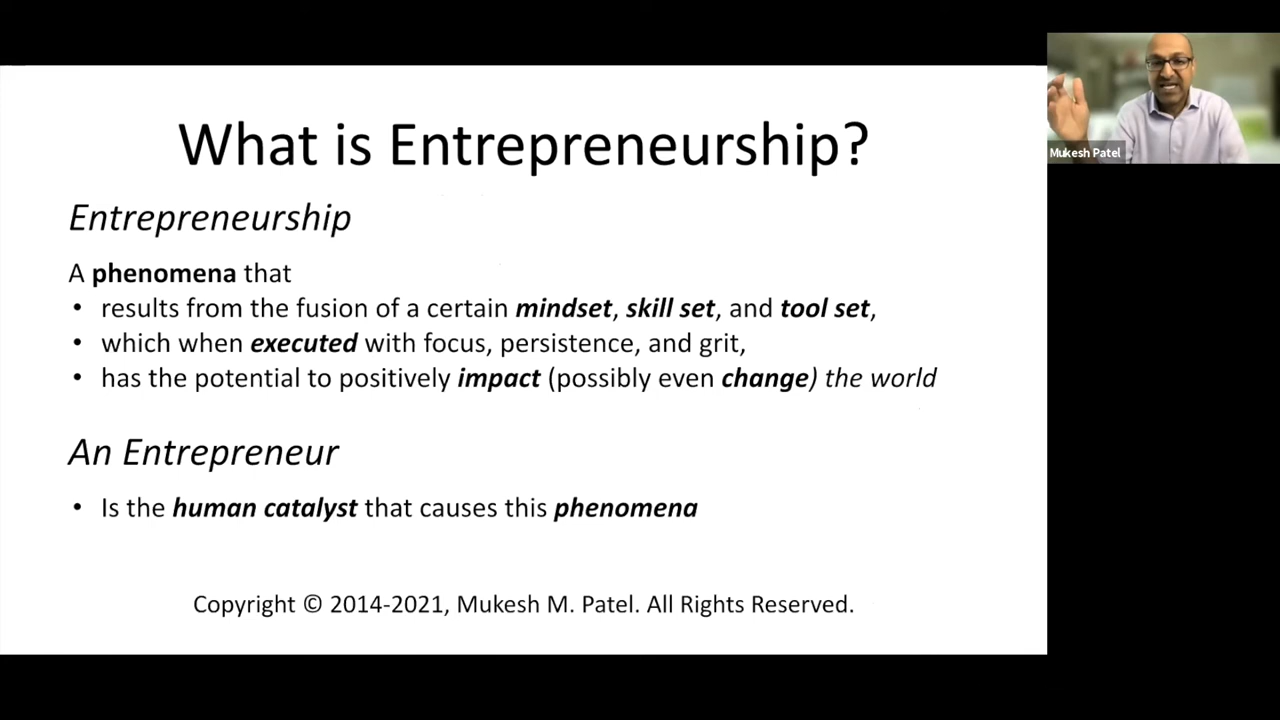 What is Entrepreneurship?
Entrepreneurship
A phenomena that
• results from the fusion of a certain mindset, skill set, and tool set,
• which when executed with focus, persistence, and grit,
• has the potential to positively impact (possibly even change) the world
An Entrepreneur
• Is the human catalyst that causes this phenomena
Copyright © 2014-2021, Mukesh M. Patel. All Rights Reserved.
Mukesh Patel